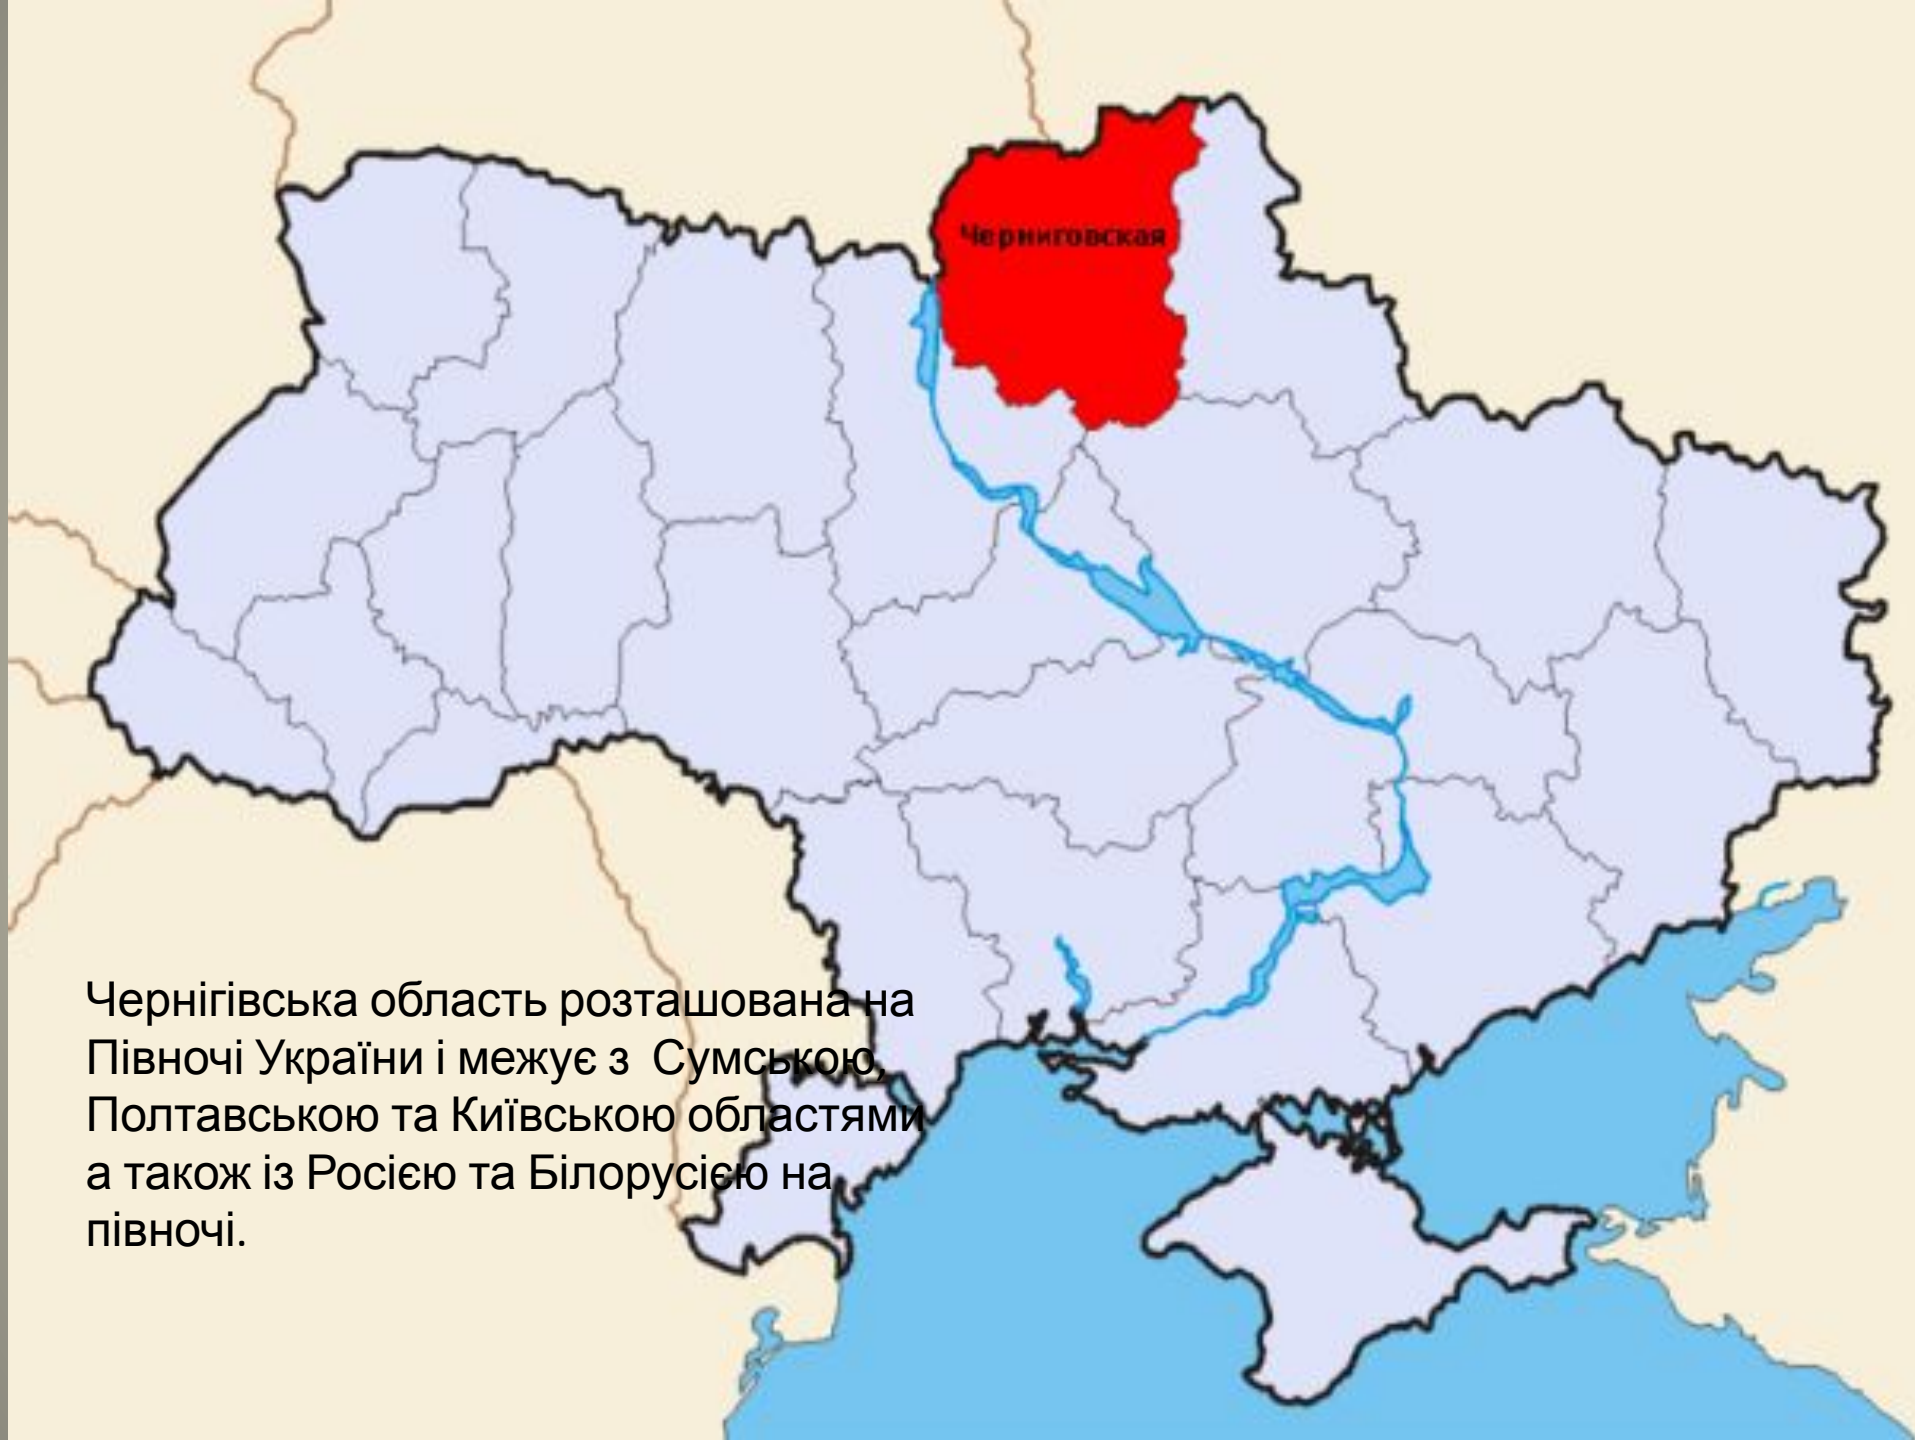 Черниговская
Чернігівська область розташована на
Півночі України і межує з  Сумською,
Полтавською та Київською областями
а також із Росією та Білорусією на
півночі.